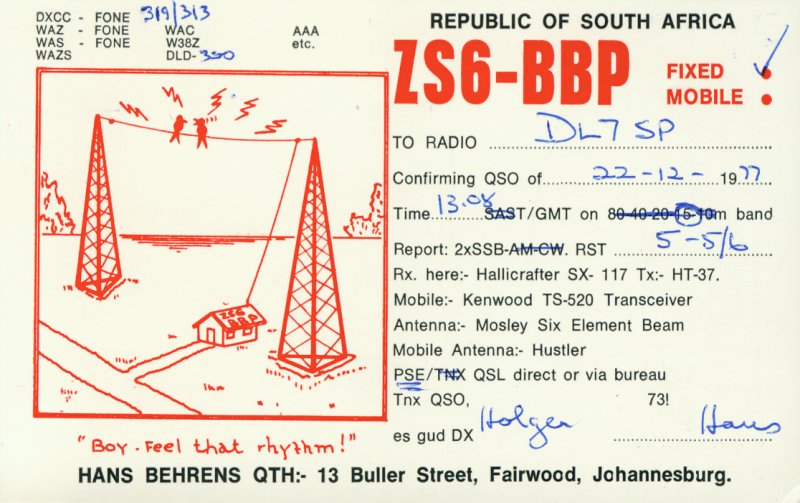 DXCC - FONE 319/313
WAZ - FONE WAC AAA
WAS - FONE W38Z etc.
WAZS DLD-300
REPUBLIC OF SOUTH AFRICA
ZS6-BBP
FIXED :
MOBILE :
TO RADIO DL7SP
Confirming QSO of 22-12- 1977
Time 13.08 SAST/GMT on 80-40-20-15-10m band
Report: 2xSSB-AM-CW. RST 5-5/6
Rx. here:- Hallicrafter SX- 117 Tx:- HT-37.
Mobile:- Kenwood TS-520 Transceiver
Antenna:- Mosley Six Element Beam
Mobile Antenna:- Hustler
PSE/TNX QSL direct or via bureau
Tnx QSO, 73!
es gud DX Holger Hans
ZS6
BBP
"Boy-Feel that rhythm!"
HANS BEHRENS QTH:- 13 Buller Street, Fairwood, Johannesburg.